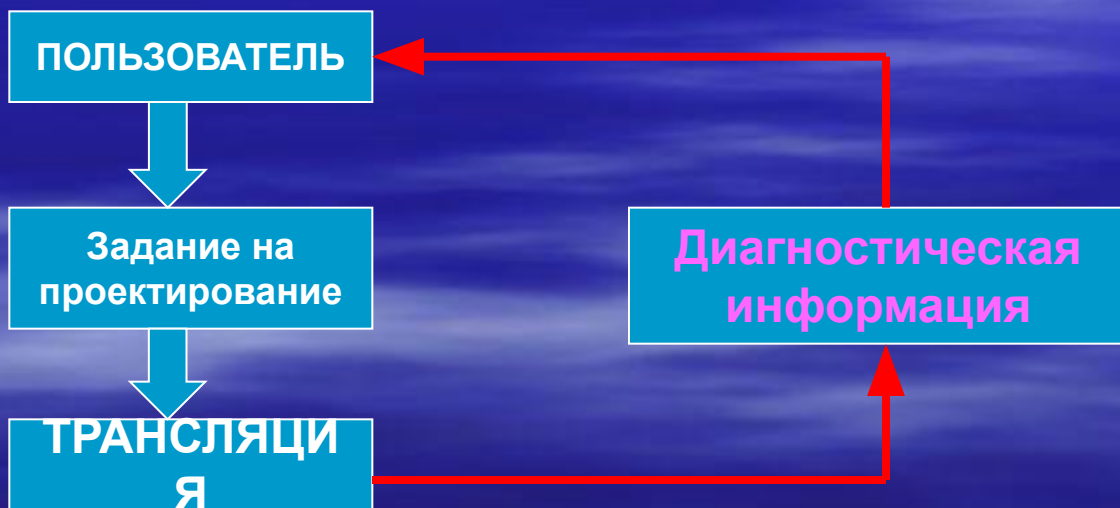 ПОЛЬЗОВАТЕЛЬ
Задание на
проектирование
Диагностическая
информация
ТРАНСЛЯЦИ
Я